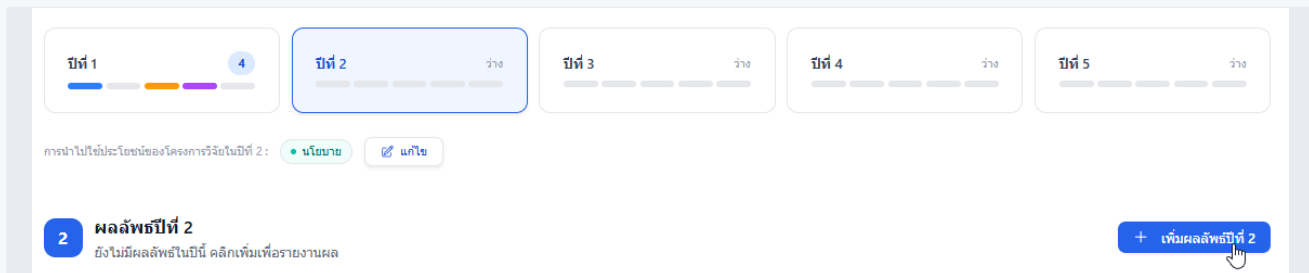 ปีที่ 1 4 ปีที่ 2 ว่าง ปีที่ 3 ว่าง ปีที่ 4 ว่าง ปีที่ 5 ว่าง
การนำไปใช้ประโยชน์ของโครงการวิจัยในปีที่ 2 : นโยบาย แก้ไข
2 ผลลัพธ์ปีที่ 2
ยังไม่มีผลลัพธ์ในปีนี้ คลิกเพิ่มเพื่อรายงานผล
+ เพิ่มผลลัพธ์ปีที่ 2